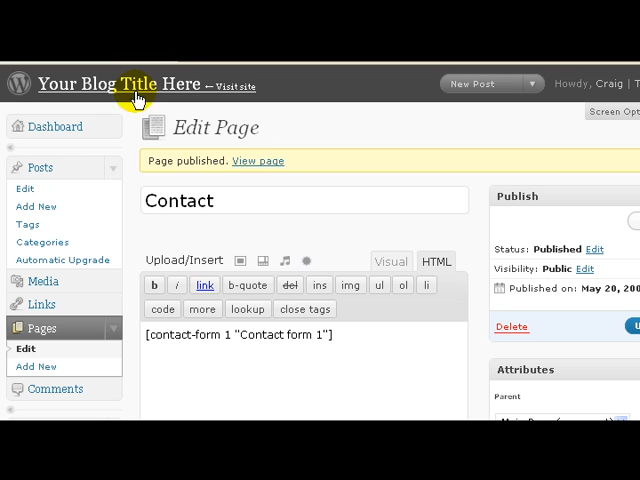 Your Blog Title Here ← Visit site
New Post
Howdy, Craig | T
Screen Opt
Dashboard
Edit Page
Page published. View page
Posts
Edit
Add New
Tags
Categories
Automatic Upgrade
Media
Links
Pages
Edit
Add New
Comments
Contact
Upload/Insert
Visual
HTML
b i link b-quote del ins img ul ol li
code more lookup close tags
[contact-form 1 "Contact form 1"]
Publish
Status: Published Edit
Visibility: Public Edit
Published on: May 20, 200
Delete
U
Attributes
Parent